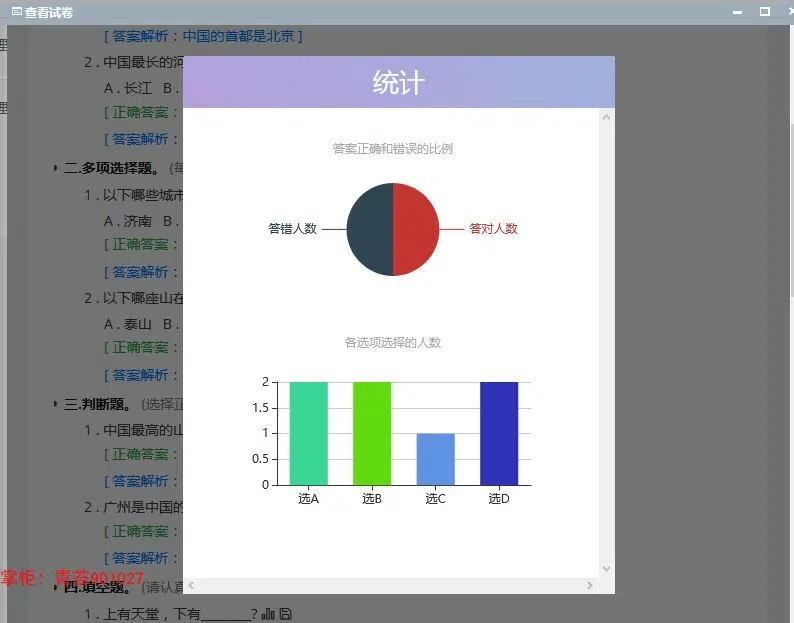 查看试卷
[ 答案解析：中国的首都是北京 ]
2 . 中国最长的河
A . 长江 B .
[ 正确答案：
[ 答案解析：
二.多项选择题。 (每
1 . 以下哪些城市
A . 济南 B .
[ 正确答案：
[ 答案解析：
2 . 以下哪座山在
A . 泰山 B .
[ 正确答案：
[ 答案解析：
三.判断题。 (选择正
1 . 中国最高的山
[ 正确答案：
[ 答案解析：
2 . 广州是中国的
[ 正确答案：
[ 答案解析：
四.填空题。 (请认真
1 . 上有天堂，下有_______?
统计
答案正确和错误的比例
答错人数
答对人数
各选项选择的人数
2
1.5
1
0.5
0
选A 选B 选C 选D
理
理
掌柜：青苔901027